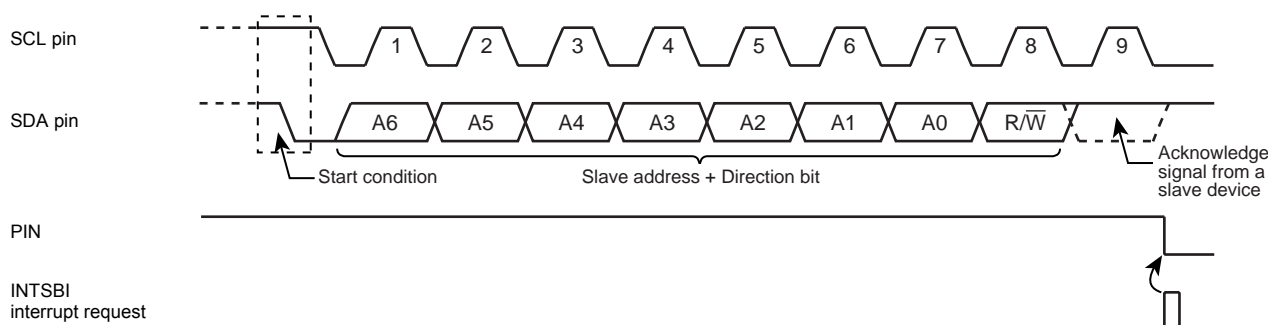 SCL pin
1 2 3 4 5 6 7 8 9
SDA pin
A6 A5 A4 A3 A2 A1 A0 R/W̅
Start condition
Slave address + Direction bit
Acknowledge
signal from a
slave device
PIN
INTSBI
interrupt request